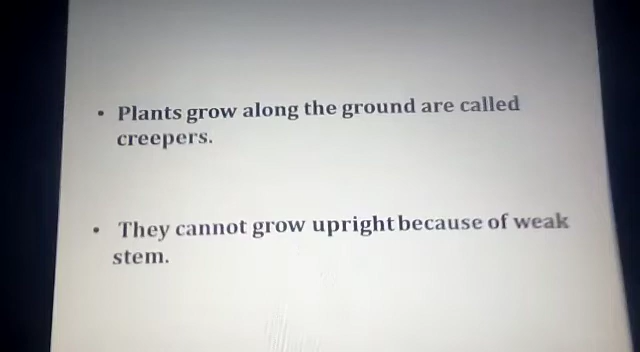 • Plants grow along the ground are called
creepers.
• They cannot grow upright because of weak
stem.